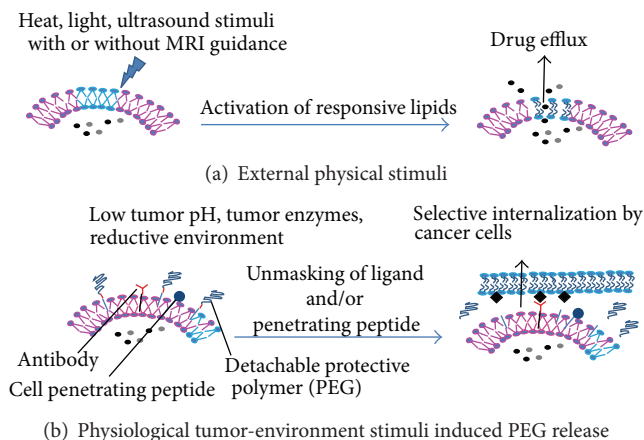 Heat, light, ultrasound stimuli
with or without MRI guidance
Drug efflux
Activation of responsive lipids
(a) External physical stimuli
Low tumor pH, tumor enzymes,
reductive environment
Selective internalization by
cancer cells
Unmasking of ligand
and/or
penetrating peptide
Antibody
Cell penetrating peptide
Detachable protective
polymer (PEG)
(b) Physiological tumor-environment stimuli induced PEG release